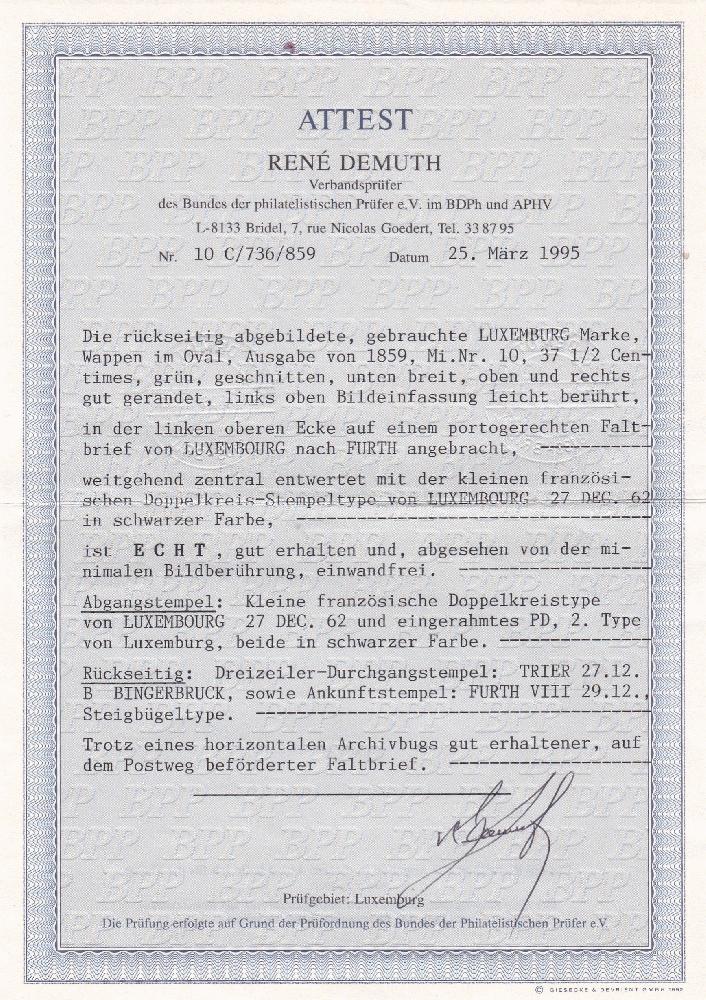 ATTEST
RENÉ DEMUTH
Verbandsprüfer
des Bundes der philatelistischen Prüfer e.V. im BDPh und APHV
L-8133 Bridel, 7, rue Nicolas Goedert, Tel. 33 87 95
Nr. 10 C/736/859 Datum 25. März 1995
Die rückseitig abgebildete, gebrauchte LUXEMBURG Marke,
Wappen im Oval, Ausgabe von 1859, Mi.Nr. 10, 37 1/2 Cen-
times, grün, geschnitten, unten breit, oben und rechts
gut gerandet, links oben Bildeinfassung leicht berührt,
in der linken oberen Ecke auf einem portogerechten Falt-
brief von LUXEMBOURG nach FURTH angebracht,
weitgehend zentral entwertet mit der kleinen französi-
schen Doppelkreis-Stempeltype von LUXEMBOURG 27 DEC. 62
in schwarzer Farbe,
ist E C H T , gut erhalten und, abgesehen von der mi-
nimalen Bildberührung, einwandfrei.
Abgangstempel: Kleine französische Doppelkreistype
von LUXEMBOURG 27 DEC. 62 und eingerahmtes PD, 2. Type
von Luxemburg, beide in schwarzer Farbe.
Rückseitig: Dreizeiler-Durchgangstempel: TRIER 27.12.
B BINGERBRUCK, sowie Ankunftstempel: FURTH VIII 29.12.,
Steigbügeltype.
Trotz eines horizontalen Archivbugs gut erhaltener, auf
dem Postweg beförderter Faltbrief.
Prüfgebiet: Luxemburg
Die Prüfung erfolgte auf Grund der Prüfordnung des Bundes der Philatelistischen Prüfer e.V.
© GIESECKE & DEVRIENT GMBH 1992